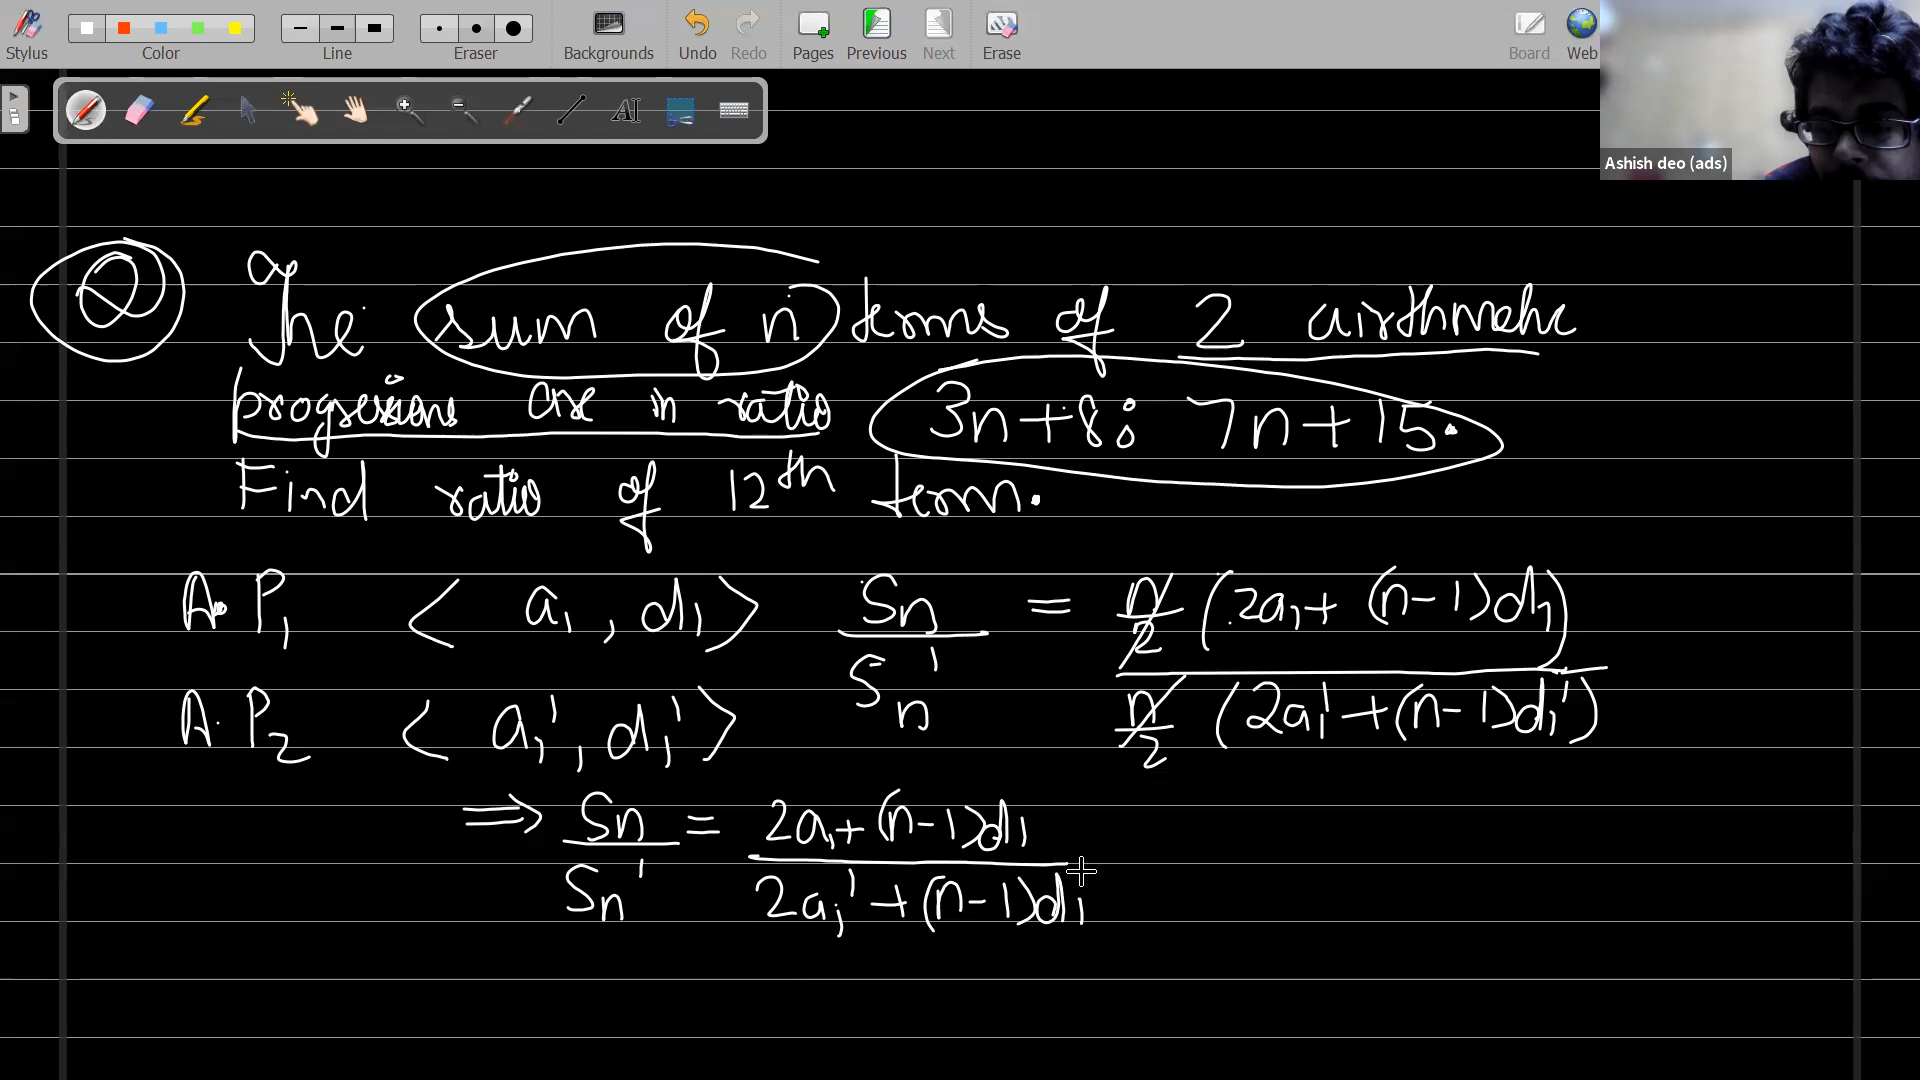 Stylus Color Line Eraser Backgrounds Undo Redo Pages Previous Next Erase Board Web
AI
Ashish deo (ads)
Q The sum of n terms of 2 airthmetic
progressions are in ratio 3n+8 : 7n+15.
Find ratio of 12th term.
A.P₁ < a₁, d₁> Sn / Sn' = n/2 (2a₁+(n-1)d₁) / n/2 (2a₁'+(n-1)d₁')
A.P₂ < a₁', d₁'>
⇒ Sn / Sn' = 2a₁+(n-1)d₁ / 2a₁'+(n-1)d₁